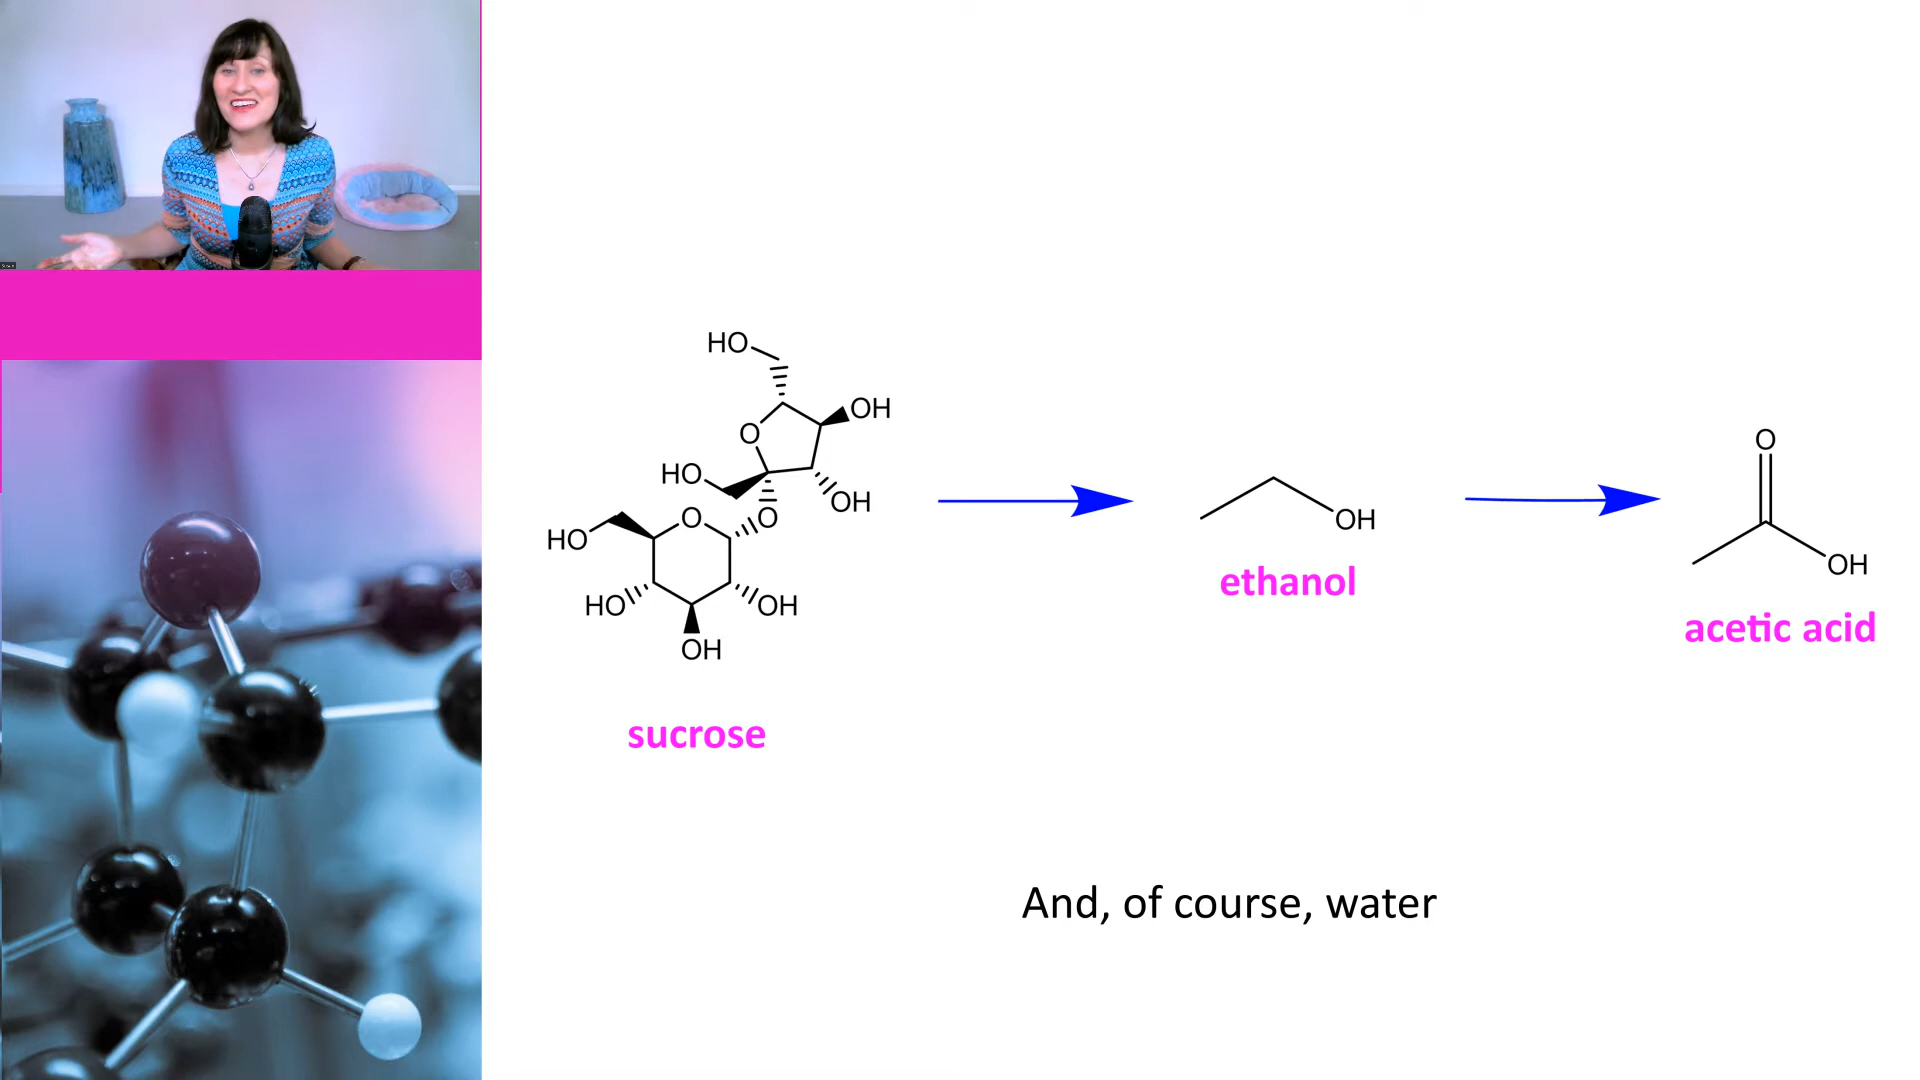 HO
OH
O
HO
OH
O
O
HO
HO
OH
OH
sucrose
OH
ethanol
O
OH
acetic acid
And, of course, water